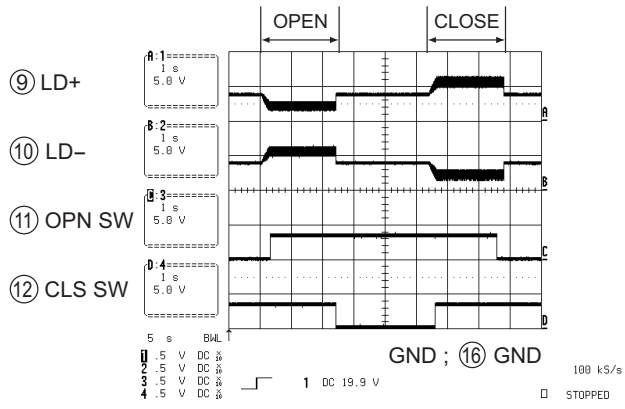 OPEN CLOSE
A:1
1 s
5.0 V
⑨ LD+
A
B:2
1 s
5.0 V
⑩ LD−
B
3
1 s
5.0 V
⑪ OPN SW
C
D:4
1 s
5.0 V
⑫ CLS SW
D
5 s BWL
1 .5 V DC
2 .5 V DC
3 .5 V DC
4 .5 V DC
1 DC 19.9 V
GND ; ⑯ GND
100 kS/s
STOPPED